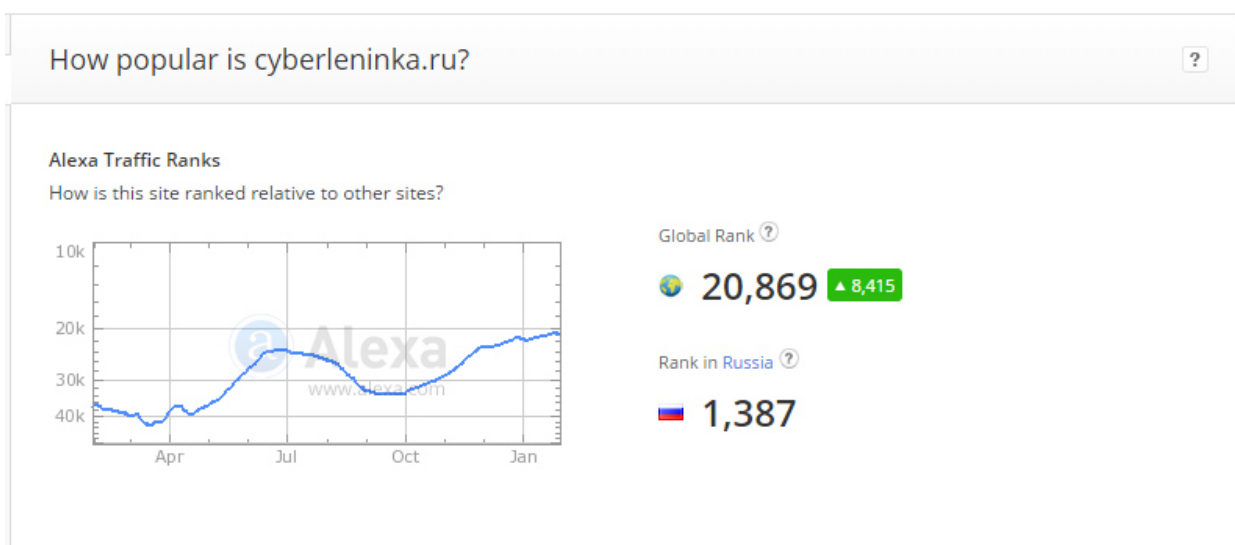 How popular is cyberleninka.ru?
?
Alexa Traffic Ranks
How is this site ranked relative to other sites?
10k
20k
30k
40k
Apr
Jul
Oct
Jan
a Alexa
www.alexa.com
Global Rank ?
20,869 ▲ 8,415
Rank in Russia ?
1,387